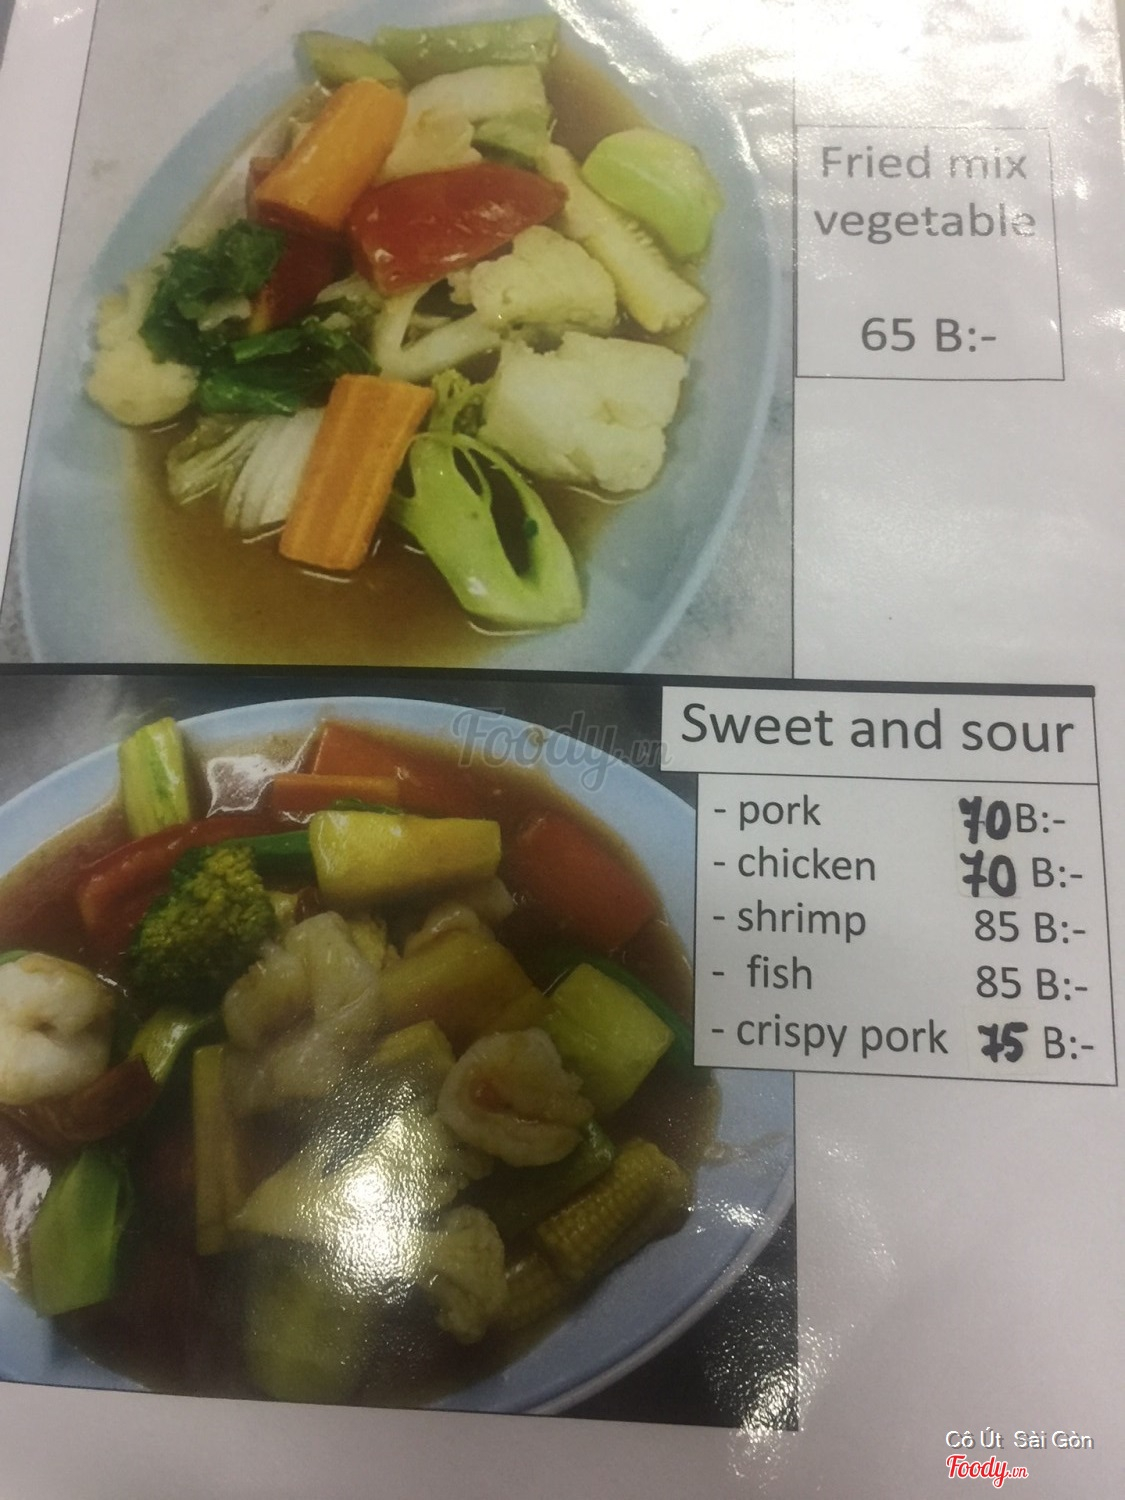 Fried mix
vegetable
65 B:-
Foody.vn
Sweet and sour
- pork 70 B:-
- chicken 70 B:-
- shrimp 85 B:-
- fish 85 B:-
- crispy pork 75 B:-
Cô Út Sài Gòn
Foody.vn